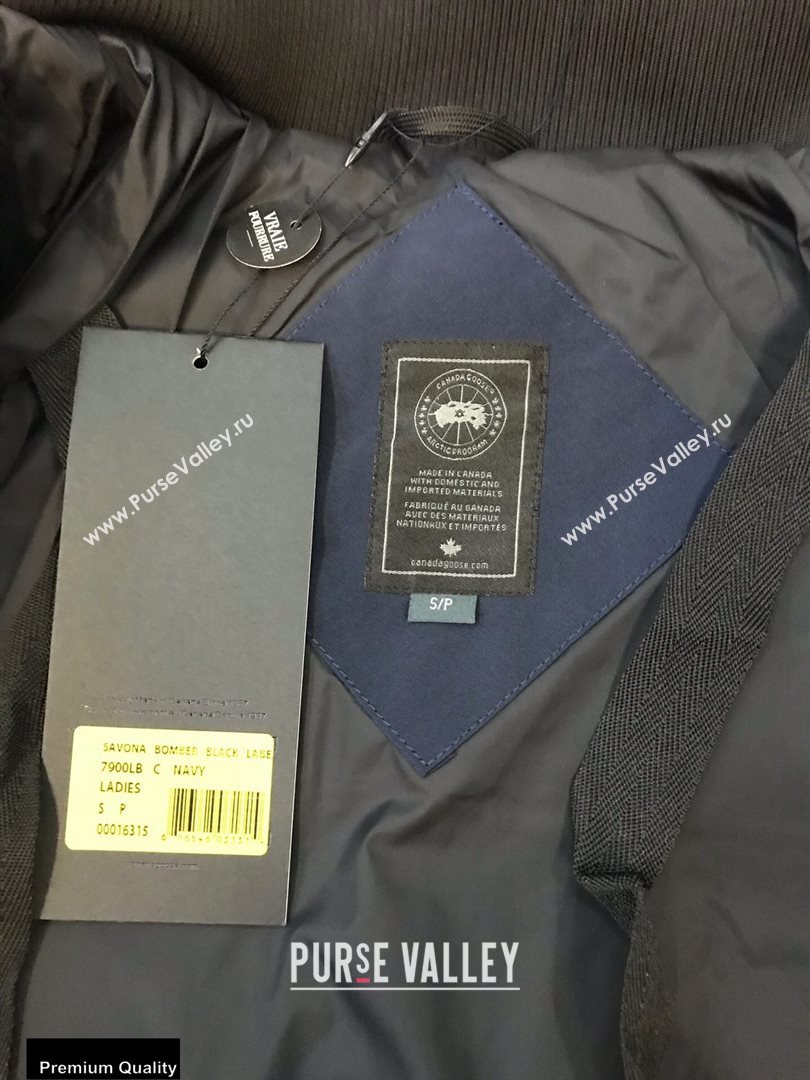 VRAIE
FOURRURE
CANADA GOOSE
ARCTIC PROGRAM
MADE IN CANADA
WITH DOMESTIC AND
IMPORTED MATERIALS
FABRIQUÉ AU CANADA
AVEC DES MATERIAUX
NATIONAUX ET IMPORTÉS
canadagoose.com
S/P
www.PurseValley.ru
www.PurseValley.ru
SAVONA BOMBER BLACK LABE
7900LB C NAVY
LADIES
S P
00016315
PURSE VALLEY
Premium Quality